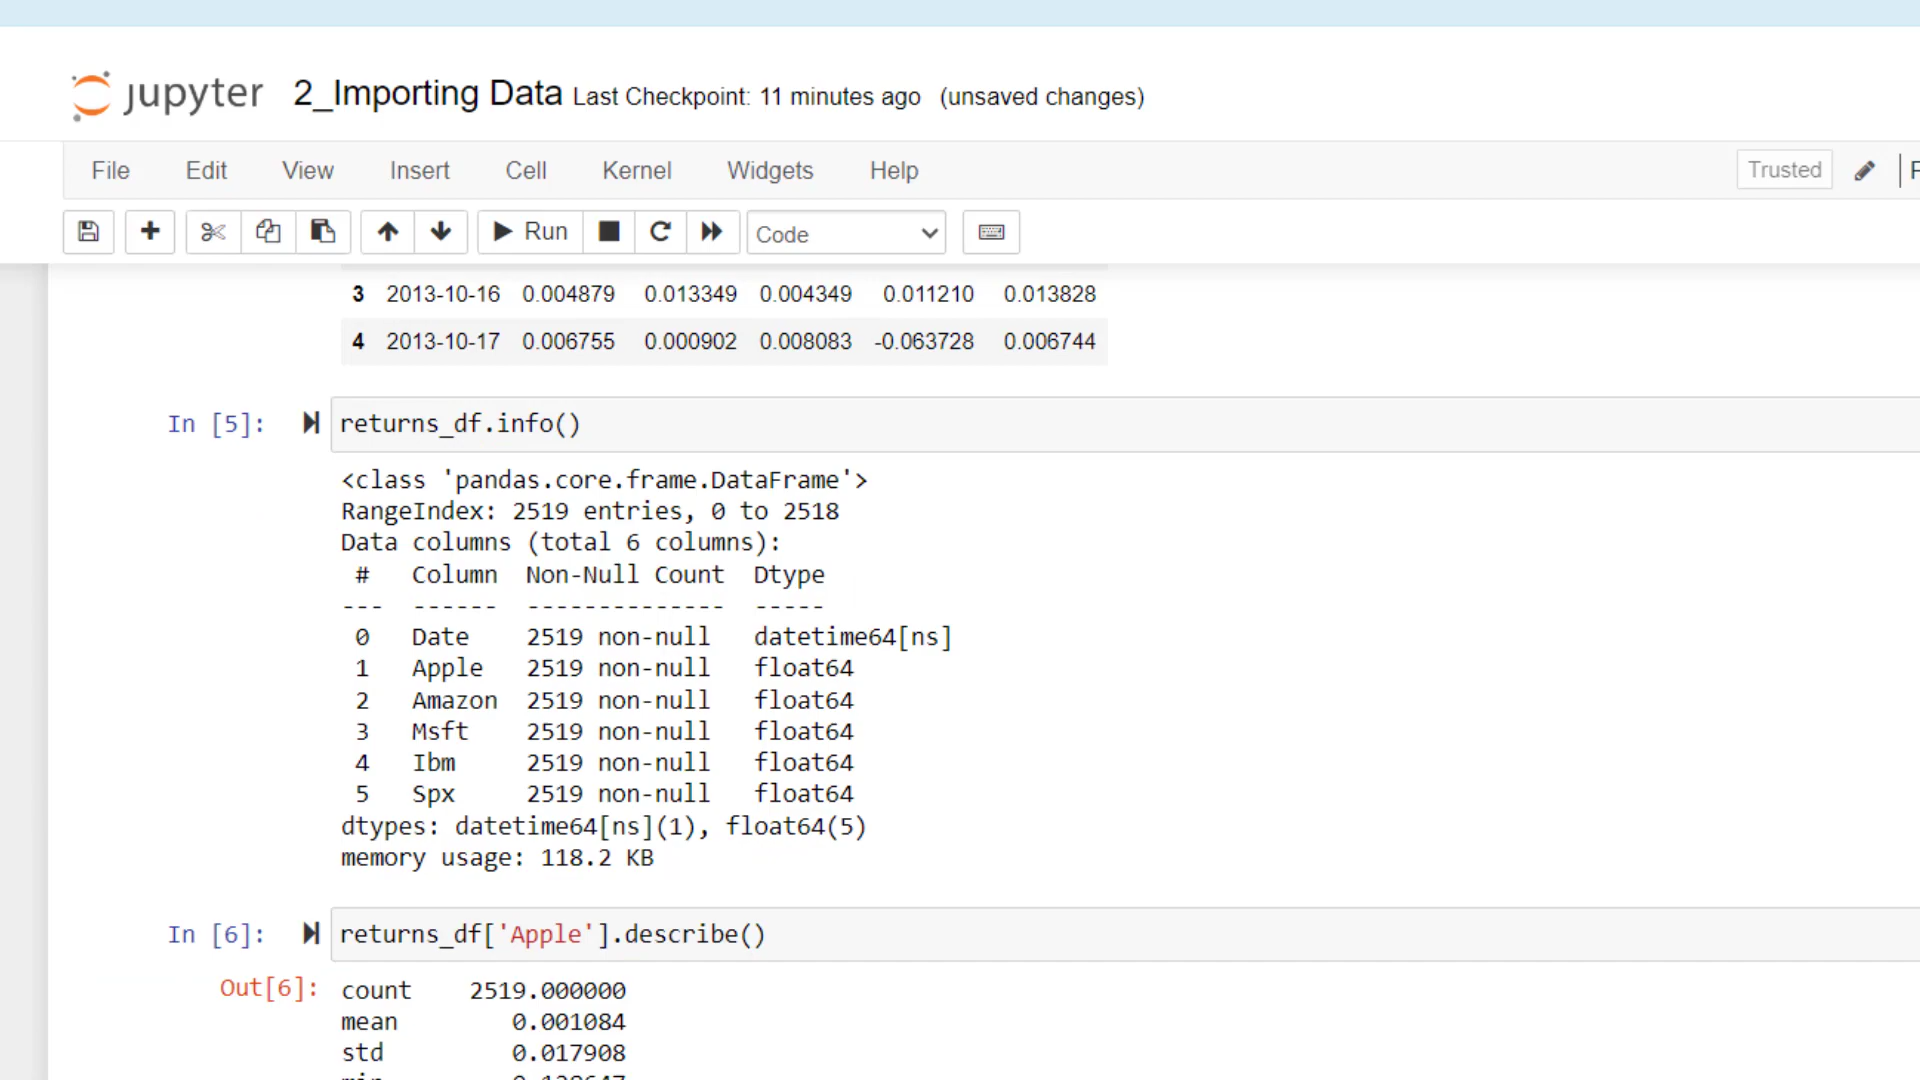 jupyter 2_Importing Data Last Checkpoint: 11 minutes ago (unsaved changes)
File Edit View Insert Cell Kernel Widgets Help Trusted
Run Code
3 2013-10-16 0.004879 0.013349 0.004349 0.011210 0.013828
4 2013-10-17 0.006755 0.000902 0.008083 -0.063728 0.006744
In [5]: returns_df.info()
<class 'pandas.core.frame.DataFrame'>
RangeIndex: 2519 entries, 0 to 2518
Data columns (total 6 columns):
# Column Non-Null Count Dtype
--- ------ -------------- -----
0 Date 2519 non-null datetime64[ns]
1 Apple 2519 non-null float64
2 Amazon 2519 non-null float64
3 Msft 2519 non-null float64
4 Ibm 2519 non-null float64
5 Spx 2519 non-null float64
dtypes: datetime64[ns](1), float64(5)
memory usage: 118.2 KB
In [6]: returns_df['Apple'].describe()
Out[6]: count 2519.000000
mean 0.001084
std 0.017908